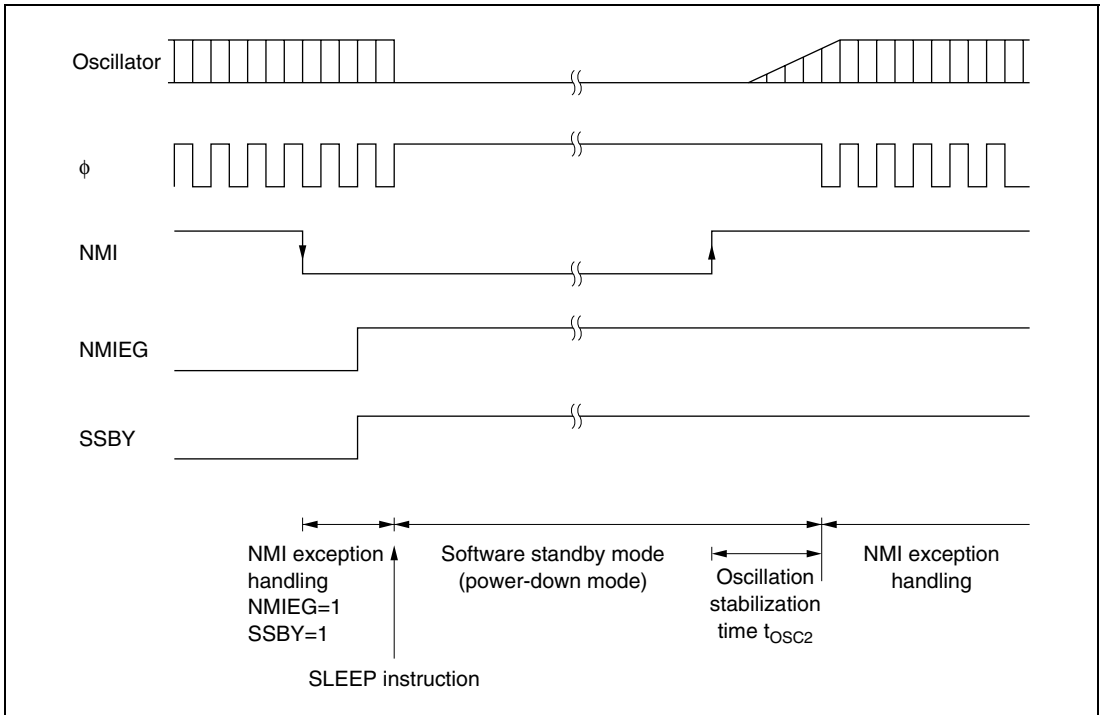 Oscillator
φ
NMI
NMIEG
SSBY
NMI exception
handling
NMIEG=1
SSBY=1
Software standby mode
(power-down mode)
Oscillation
stabilization
time tOSC2
NMI exception
handling
SLEEP instruction